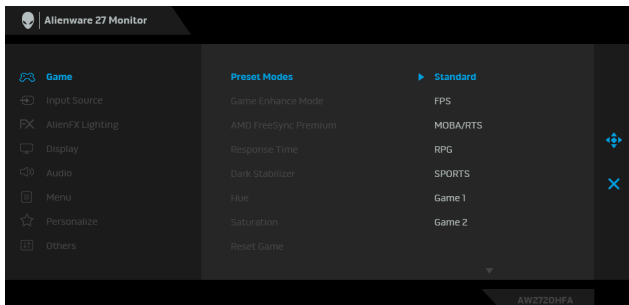 Alienware 27 Monitor
Game
Preset Modes
Standard
Input Source
Game Enhance Mode
FPS
AlienFX Lighting
AMD FreeSync Premium
MOBA/RTS
Display
Response Time
RPG
Audio
Dark Stabilizer
SPORTS
Menu
Hue
Game 1
Personalize
Saturation
Game 2
Others
Reset Game
AW2720HFA